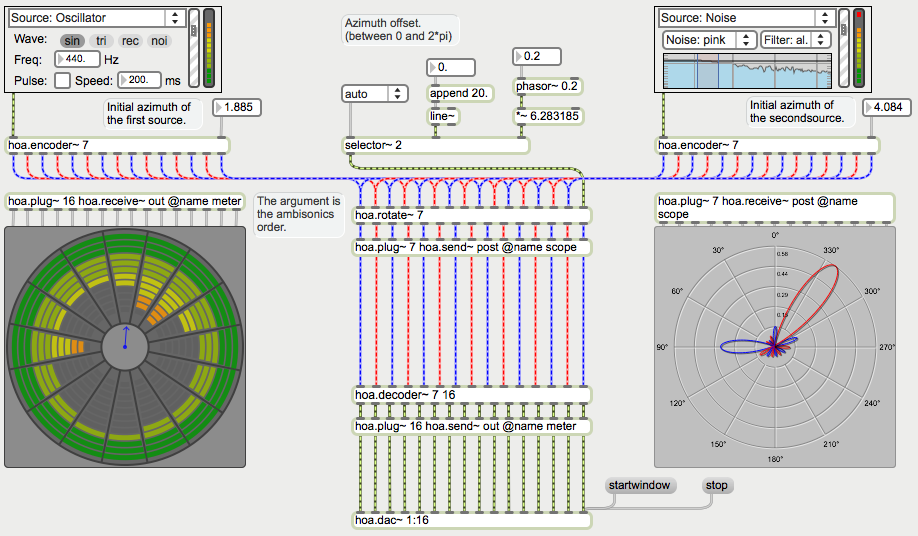 Source: Oscillator
Wave: sin tri rec noi
Freq: 440. Hz
Pulse: Speed: 200. ms
Azimuth offset.
(between 0 and 2*pi)
Source: Noise
Noise: pink Filter: al.
0.
0.2
auto
append 20.
phasor~ 0.2
line~
*~ 6.283185
Initial azimuth of
the first source.
1.885
Initial azimuth of
the secondsource.
4.084
hoa.encoder~ 7
selector~ 2
hoa.encoder~ 7
hoa.plug~ 16 hoa.receive~ out @name meter
The argument is
the ambisonics
order.
hoa.rotate~ 7
hoa.plug~ 7 hoa.send~ post @name scope
hoa.plug~ 7 hoa.receive~ post @name
scope
0°
30°
330°
0.58
0.44
0.29
0.15
60°
300°
90°
270°
120°
240°
150°
210°
180°
hoa.decoder~ 7 16
hoa.plug~ 16 hoa.send~ out @name meter
startwindow
stop
hoa.dac~ 1:16